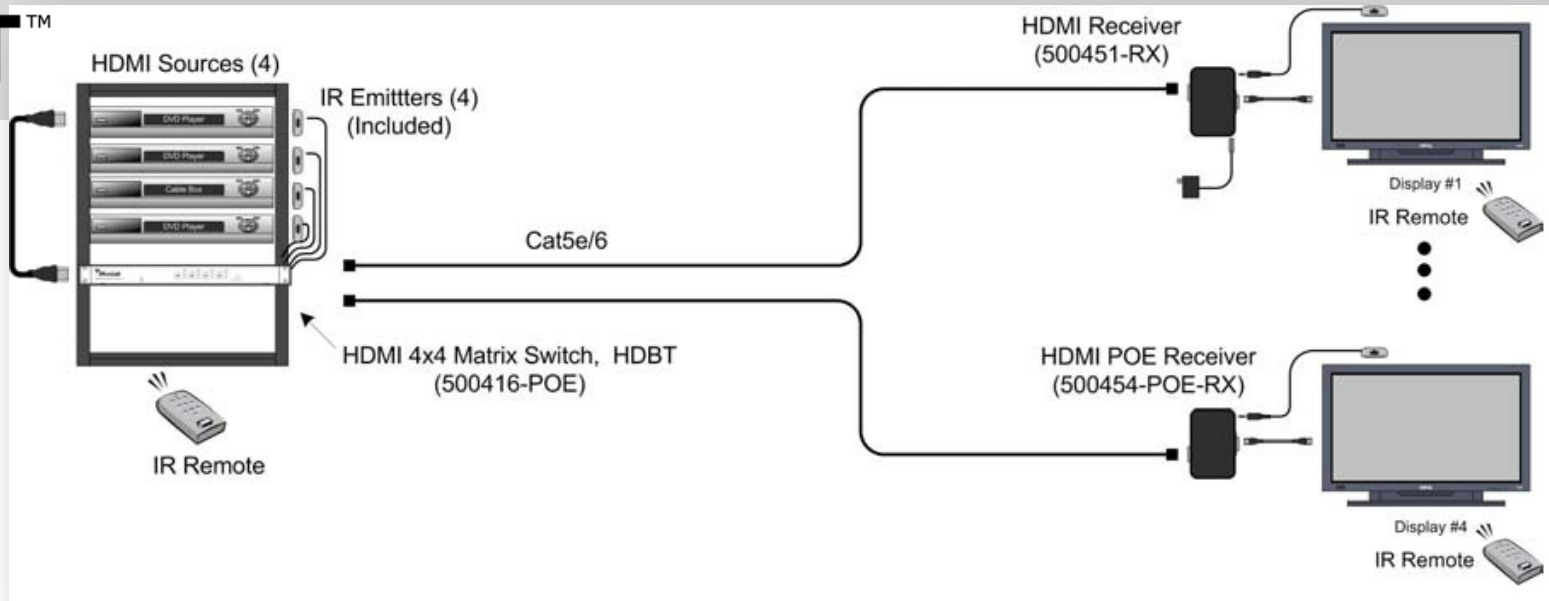 TM
HDMI Sources (4)
IR Emittters (4)
(Included)
DVD Player
DVD Player
Cable Box
DVD Player
Cat5e/6
HDMI 4x4 Matrix Switch, HDBT
(500416-POE)
IR Remote
HDMI Receiver
(500451-RX)
Display #1
IR Remote
HDMI POE Receiver
(500454-POE-RX)
Display #4
IR Remote